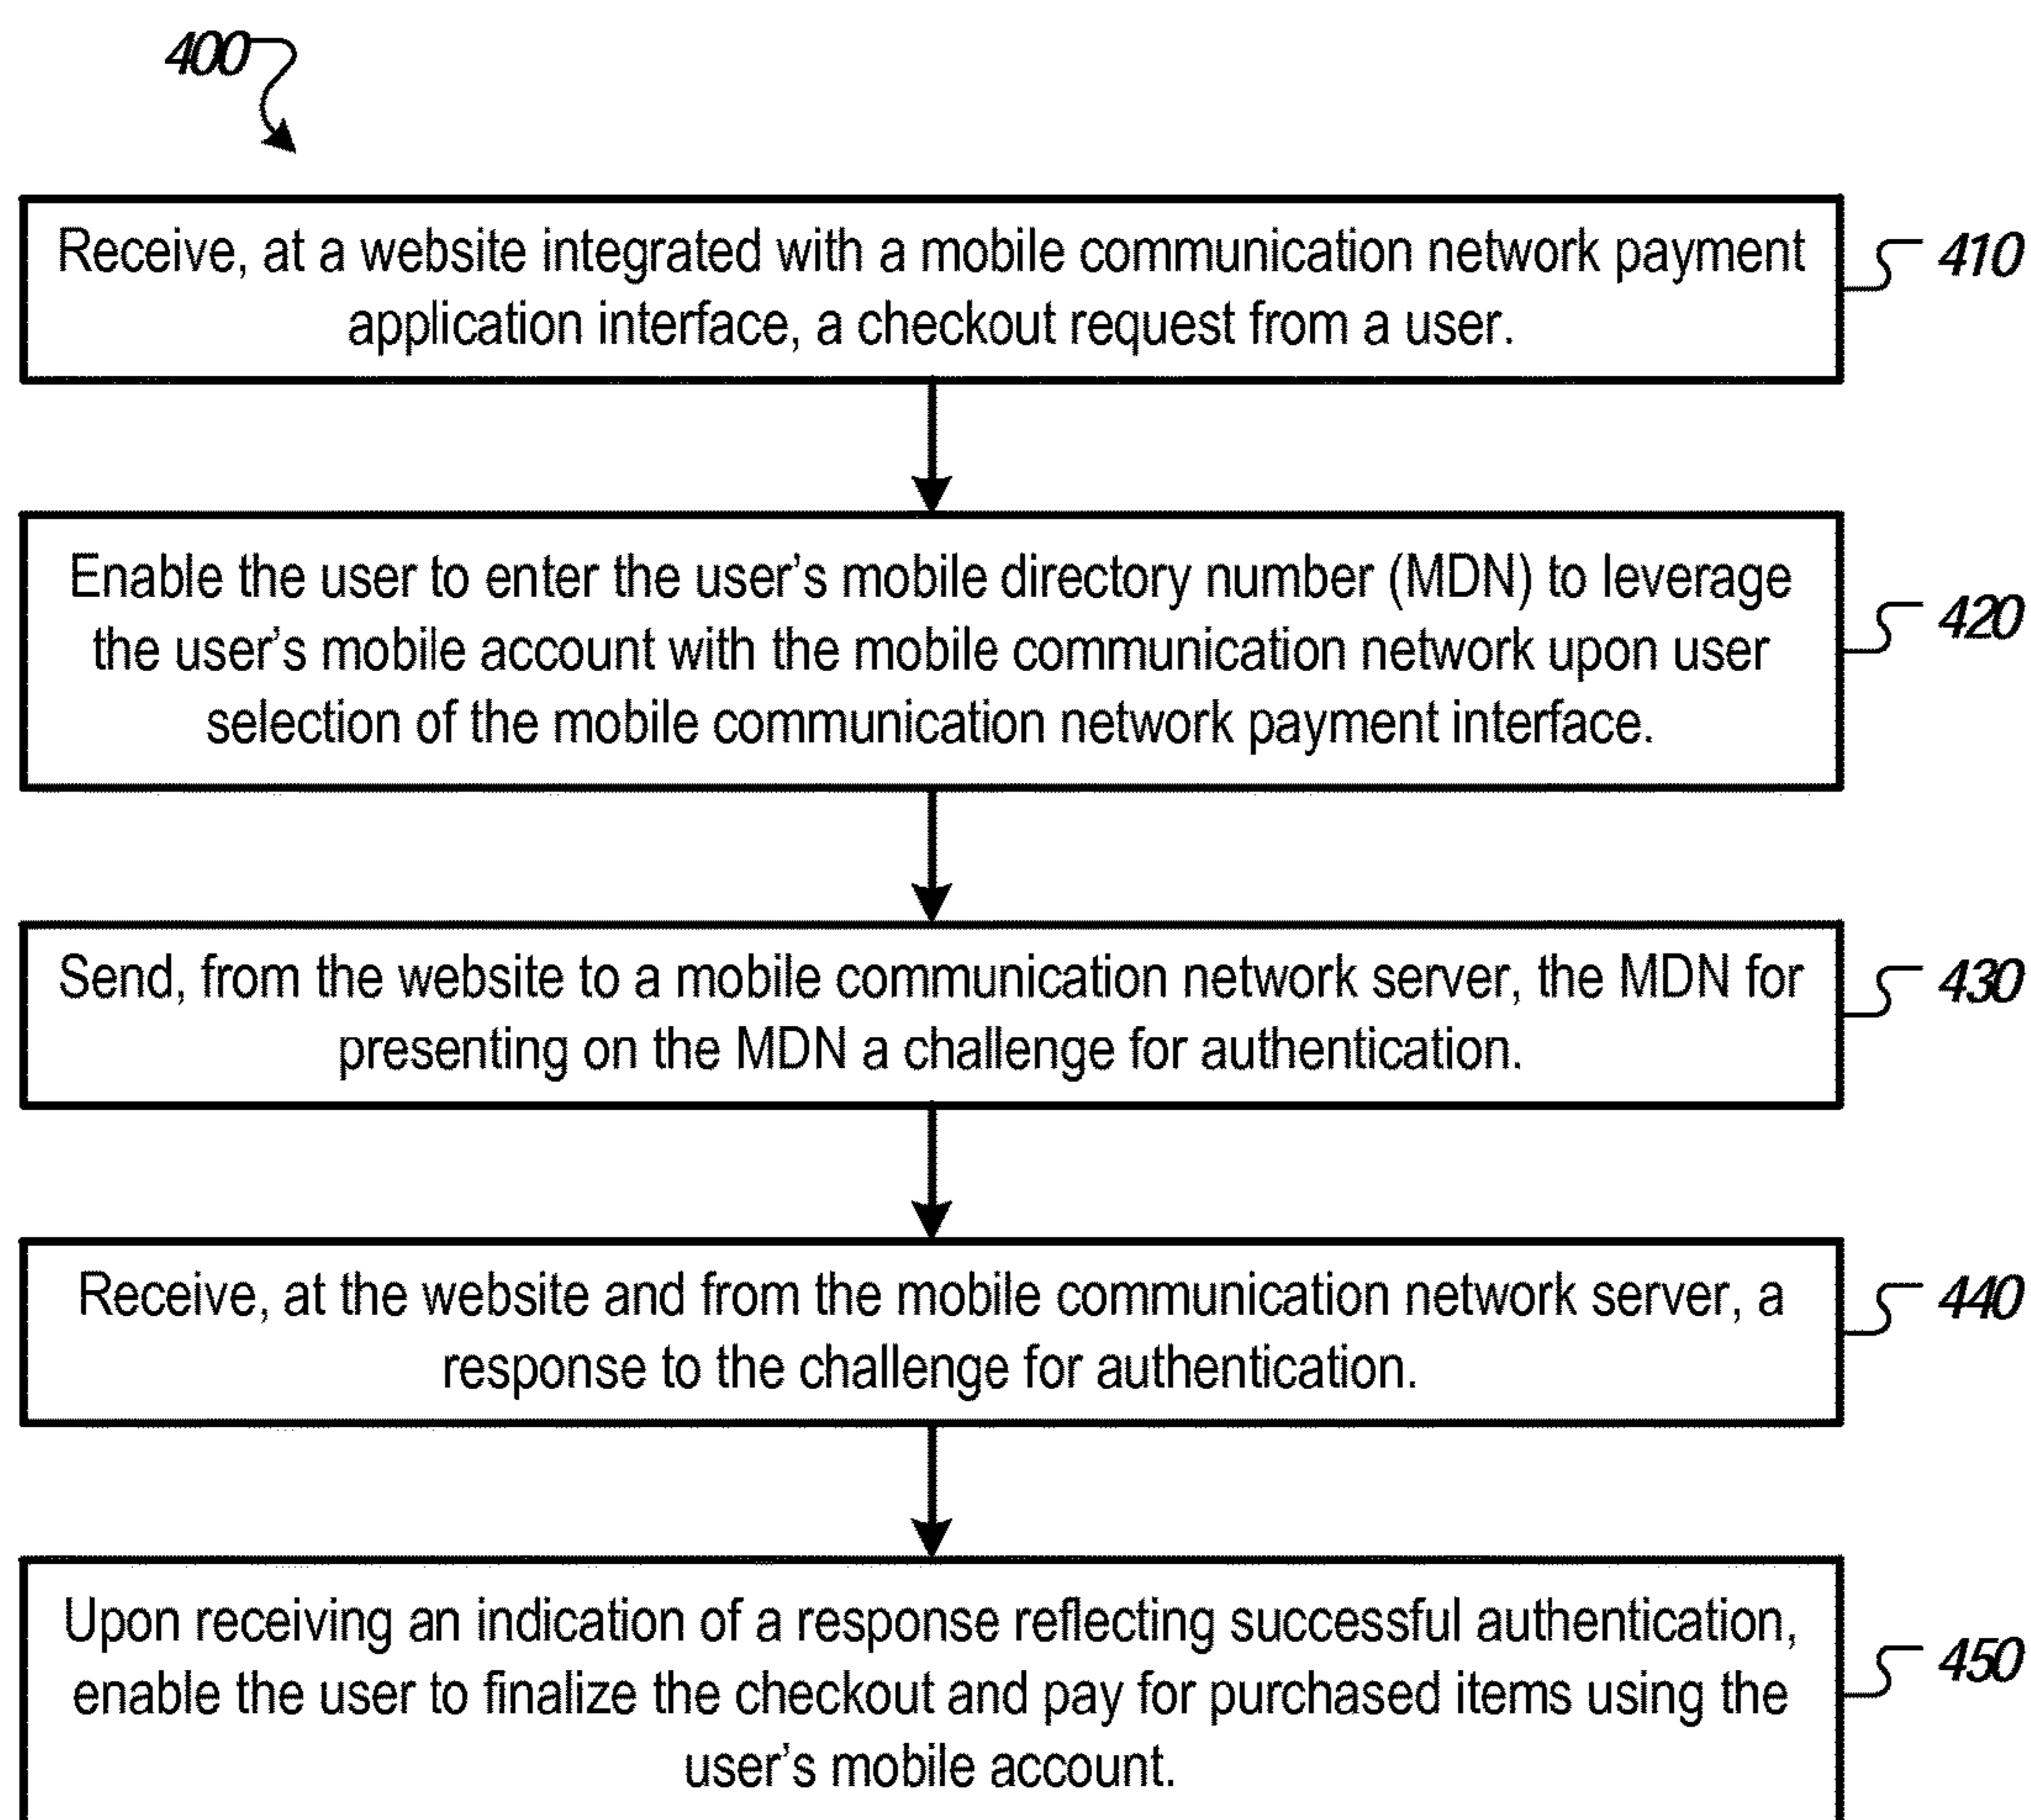 400
Receive, at a website integrated with a mobile communication network payment
application interface, a checkout request from a user.
410
Enable the user to enter the user's mobile directory number (MDN) to leverage
the user's mobile account with the mobile communication network upon user
selection of the mobile communication network payment interface.
420
Send, from the website to a mobile communication network server, the MDN for
presenting on the MDN a challenge for authentication.
430
Receive, at the website and from the mobile communication network server, a
response to the challenge for authentication.
440
Upon receiving an indication of a response reflecting successful authentication,
enable the user to finalize the checkout and pay for purchased items using the
user's mobile account.
450